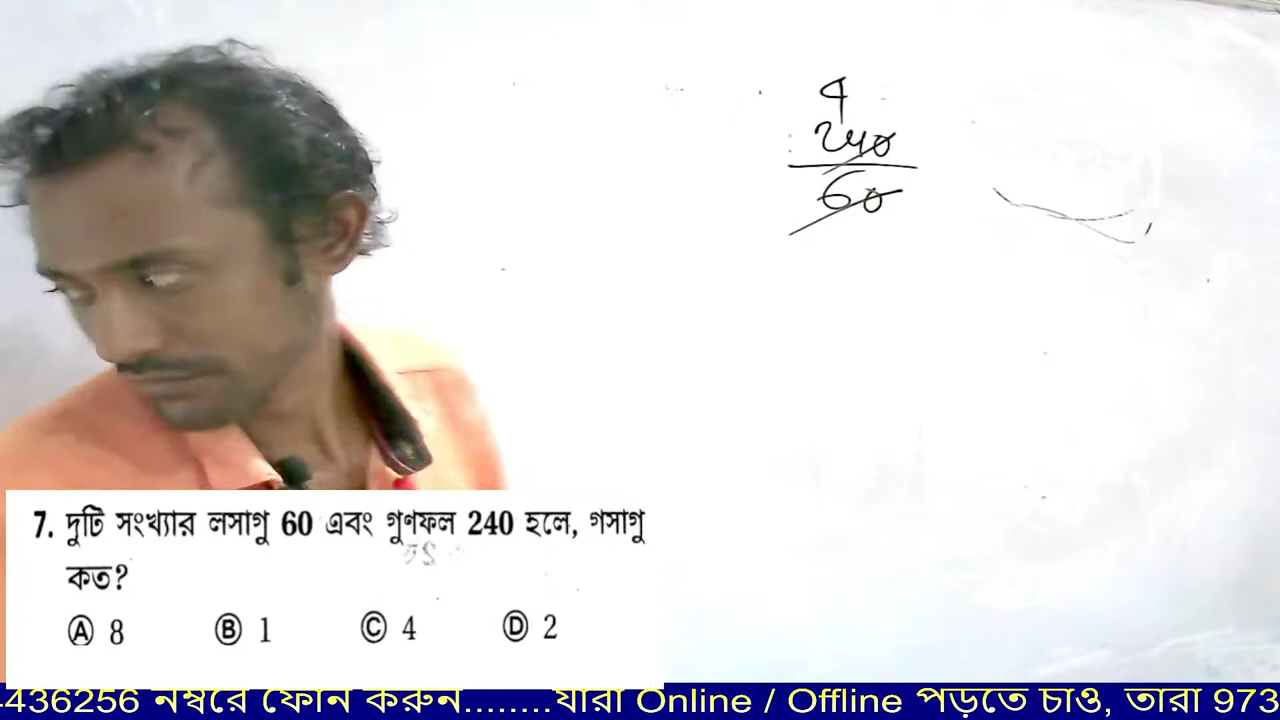 4
240
60
7. দুটি সংখ্যার লসাগু 60 এবং গুণফল 240 হলে, গসাগু
কত?
Ⓐ 8 Ⓑ 1 Ⓒ 4 Ⓓ 2
436256 নম্বরে ফোন করুন........যারা Online / Offline পড়তে চাও, তারা 973